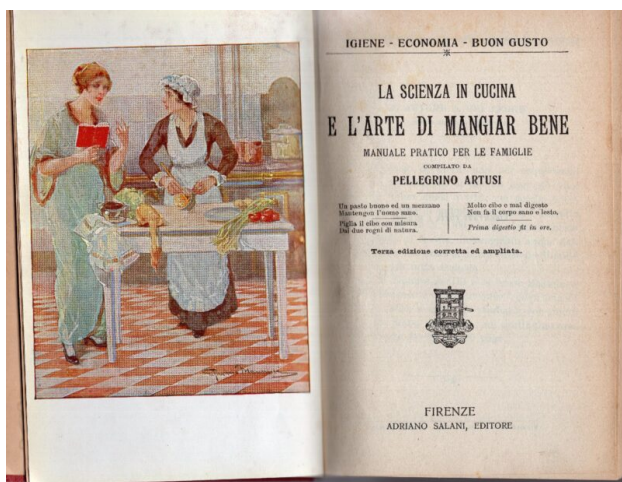 IGIENE - ECONOMIA - BUON GUSTO
LA SCIENZA IN CUCINA
E L'ARTE DI MANGIAR BENE
MANUALE PRATICO PER LE FAMIGLIE
COMPILATO DA
PELLEGRINO ARTUSI
Un pasto buono ed un mezzano
Mantengon l'uomo sano.
Piglia il cibo con misura
Dai due regni di natura.
Molto cibo e mal digesto
Non fa il corpo sano e lesto.
Prima digestio fit in ore.
Terza edizione corretta ed ampliata.
FIRENZE
ADRIANO SALANI, EDITORE